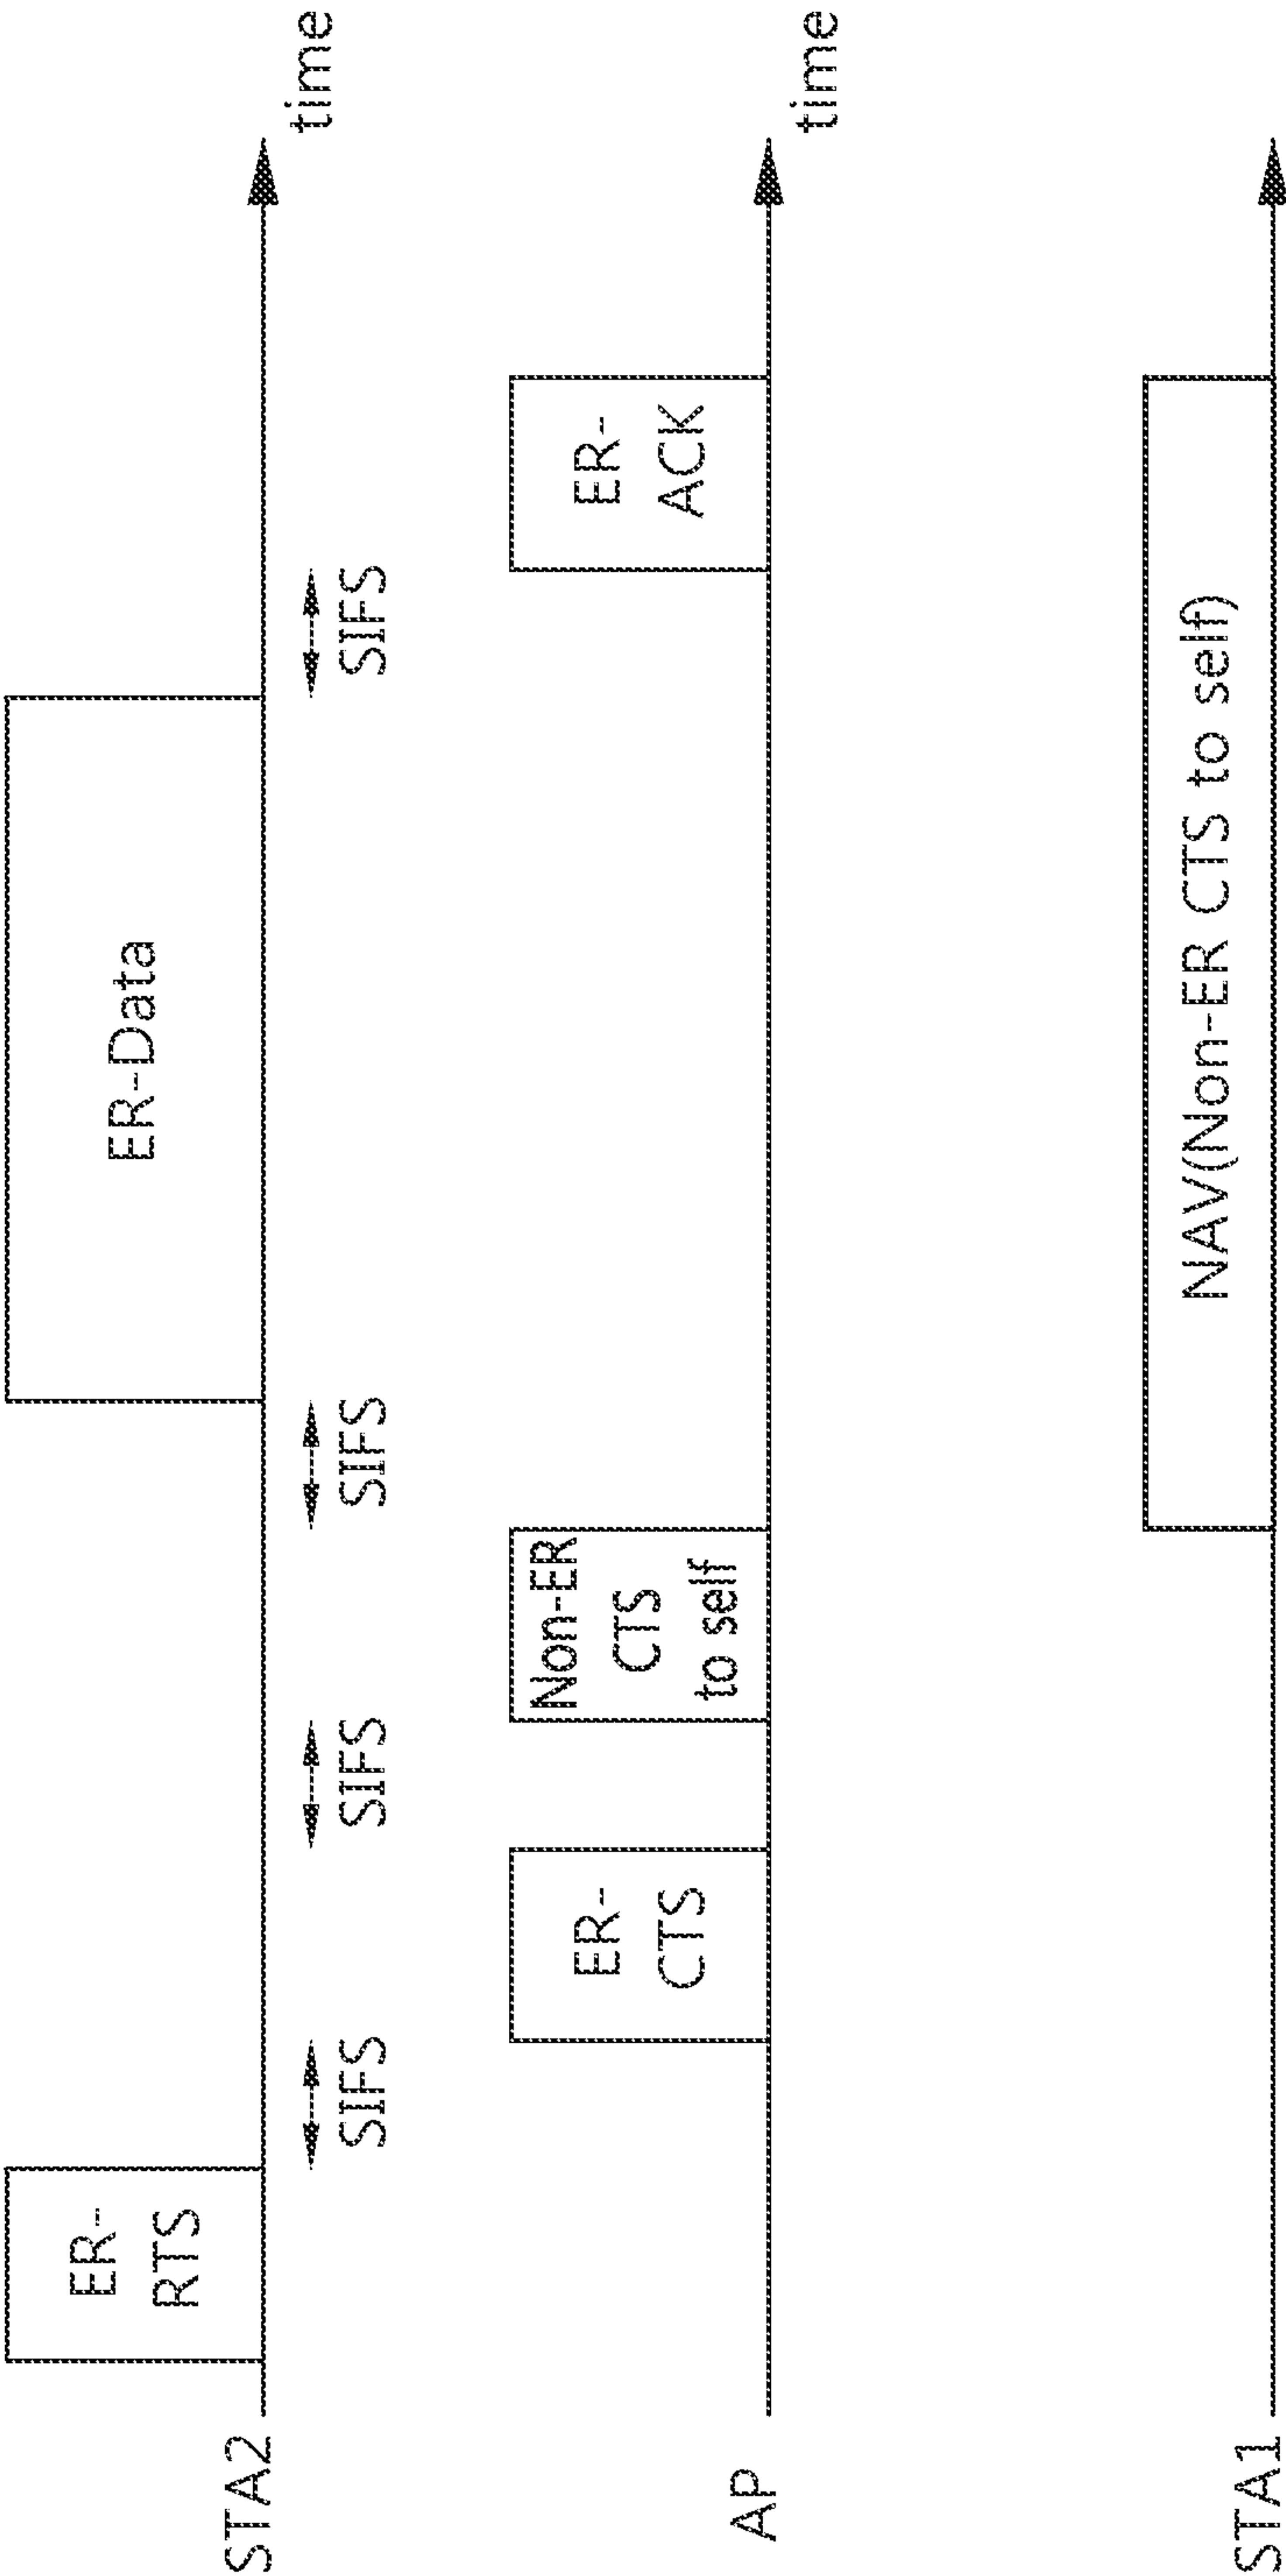 ER-
RTS
ER-Data
STA2
time
SIFS
SIFS
SIFS
SIFS
ER-
CTS
Non-ER
CTS
to self
ER-
ACK
AP
time
NAV(Non-ER CTS to self)
STA1